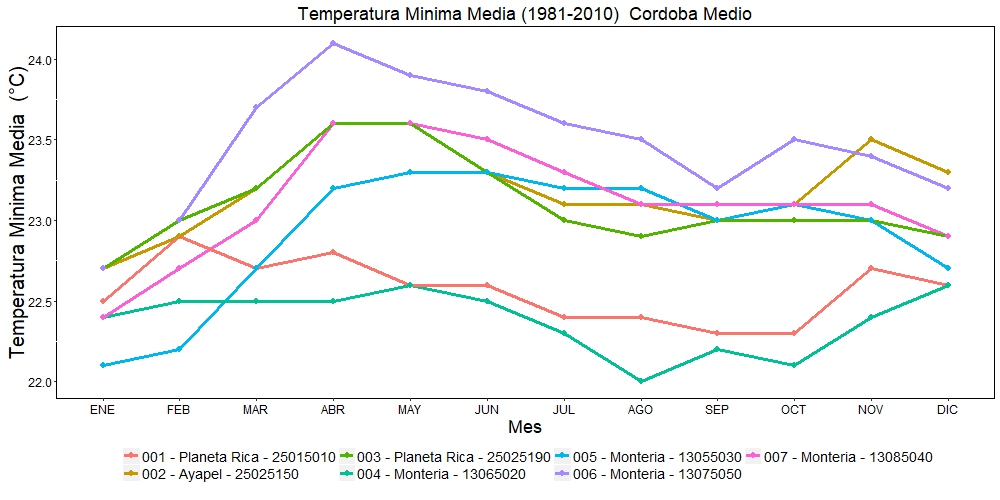 Temperatura Minima Media (1981-2010)  Cordoba Medio
Temperatura Minima Media  (°C)
24.0
23.5
23.0
22.5
22.0
ENE FEB MAR ABR MAY JUN JUL AGO SEP OCT NOV DIC
Mes
001 - Planeta Rica - 25015010 003 - Planeta Rica - 25025190 005 - Monteria - 13055030 007 - Monteria - 13085040
002 - Ayapel - 25025150 004 - Monteria - 13065020 006 - Monteria - 13075050